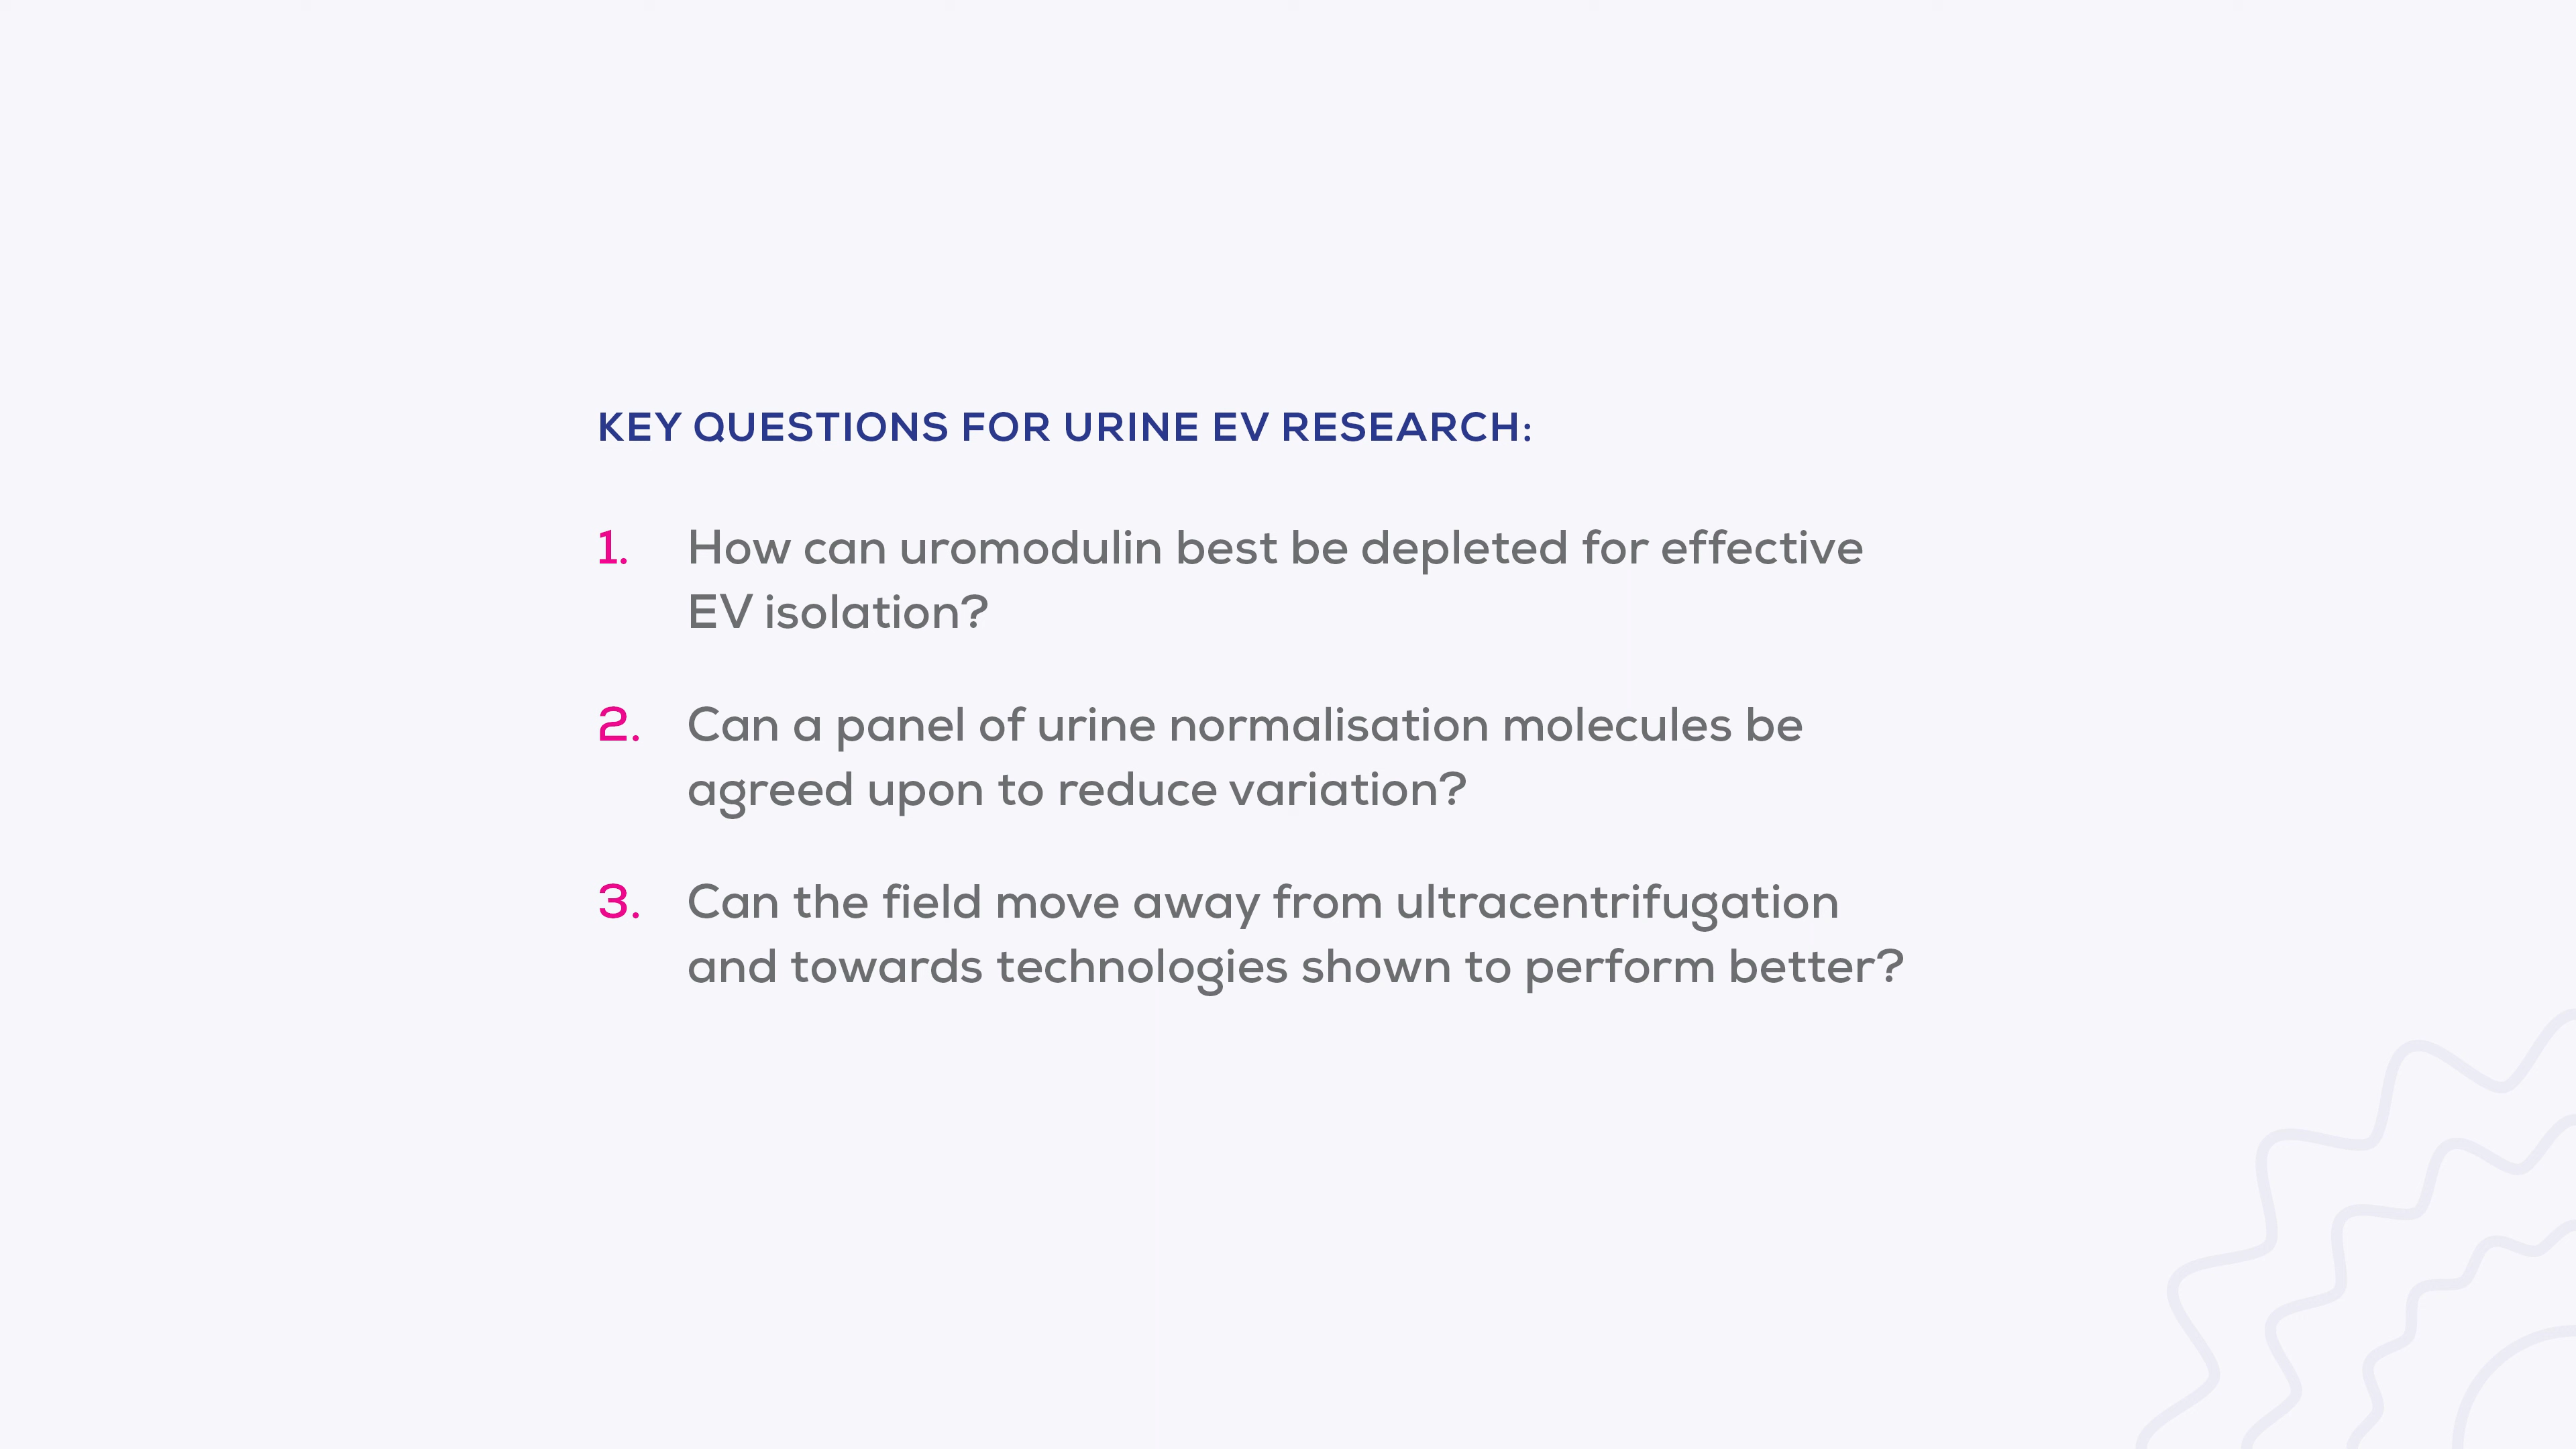 KEY QUESTIONS FOR URINE EV RESEARCH:
1. How can uromodulin best be depleted for effective
EV isolation?
2. Can a panel of urine normalisation molecules be
agreed upon to reduce variation?
3. Can the field move away from ultracentrifugation
and towards technologies shown to perform better?